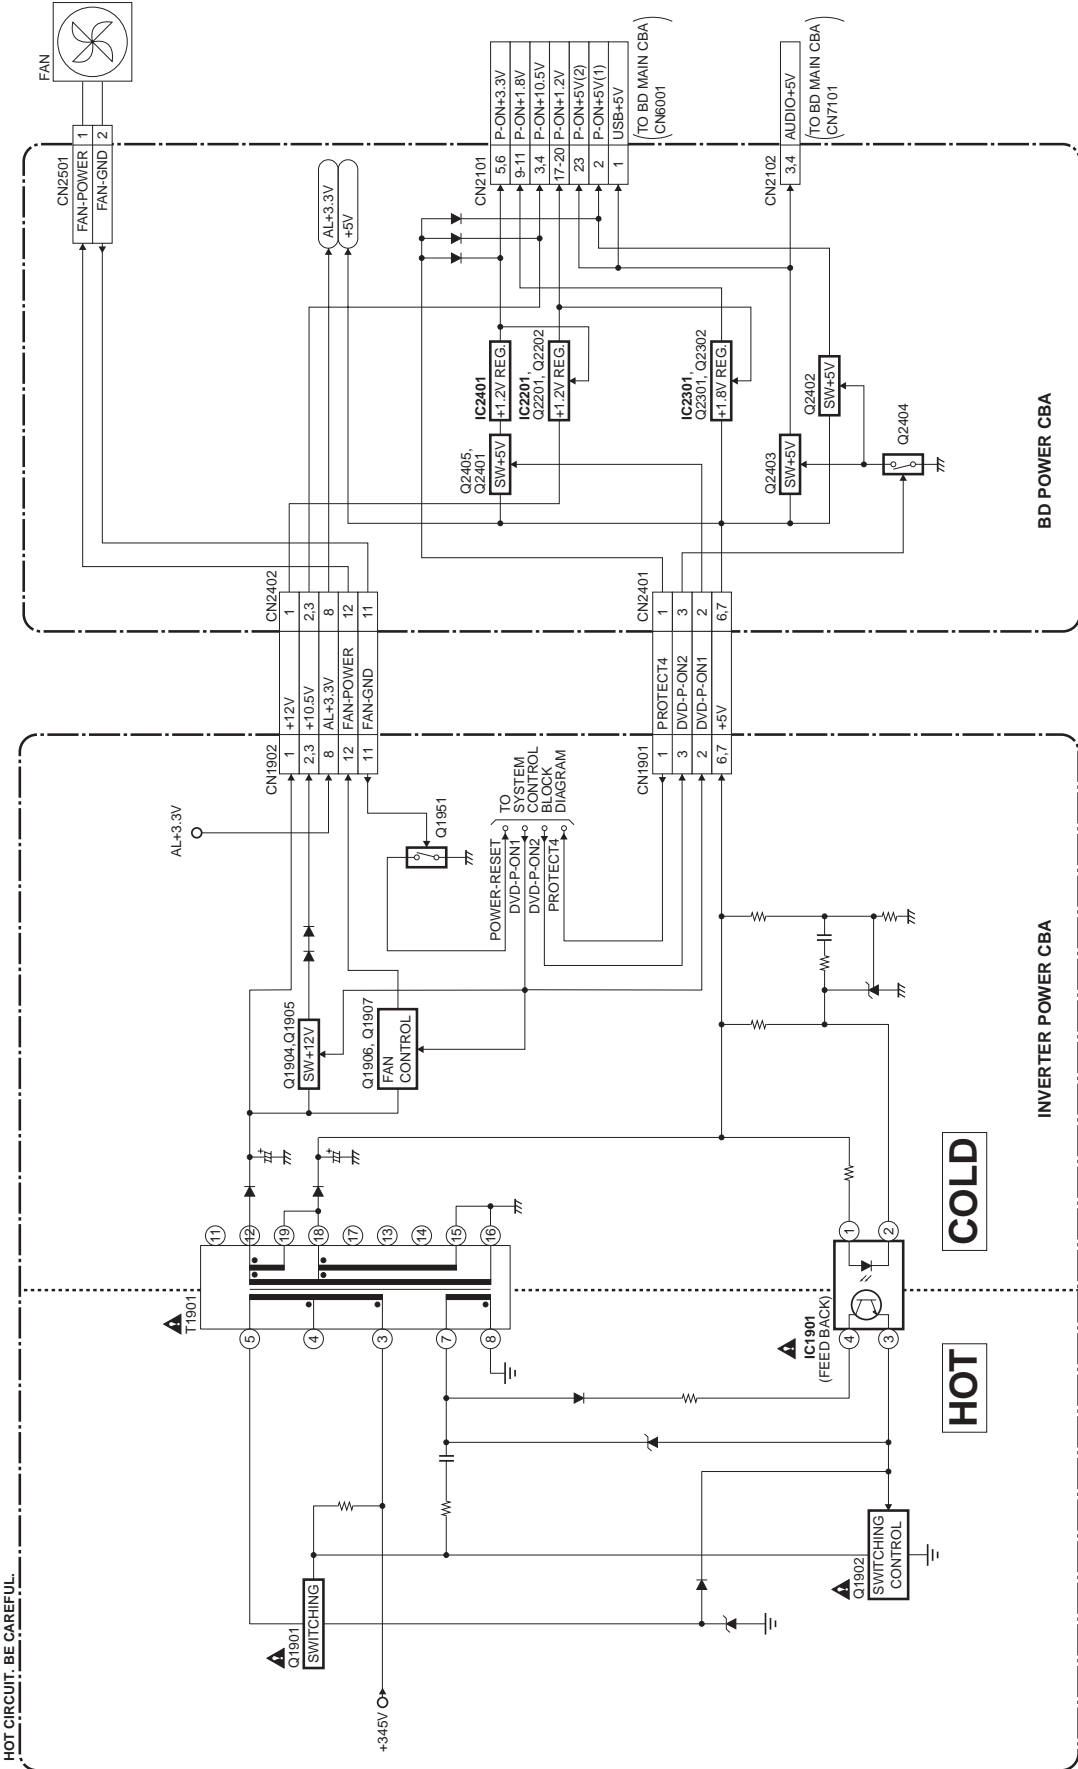 HOT CIRCUIT. BE CAREFUL.
+345V
Q1901
SWITCHING
Q1902
SWITCHING
CONTROL
HOT
T1901
5
4
3
7
8
11
12
19
18
17
13
14
15
16
IC1901
(FEED BACK)
4
3
1
2
COLD
INVERTER POWER CBA
Q1904,Q1905
SW+12V
Q1906, Q1907
FAN
CONTROL
AL+3.3V
Q1951
POWER-RESET
DVD-P-ON1
DVD-P-ON2
PROTECT4
TO
SYSTEM
CONTROL
BLOCK
DIAGRAM
CN1902
CN2402
1 +12V 1
2,3 +10.5V 2,3
8 AL+3.3V 8
12 FAN-POWER 12
11 FAN-GND 11
CN1901
CN2401
1 PROTECT4 1
3 DVD-P-ON2 3
2 DVD-P-ON1 2
6,7 +5V 6,7
BD POWER CBA
Q2405,
Q2401
SW+5V
IC2401
+1.2V REG.
IC2201,
Q2201, Q2202
+1.2V REG.
IC2301,
Q2301, Q2302
+1.8V REG.
Q2403
SW+5V
Q2402
SW+5V
Q2404
AL+3.3V
+5V
CN2501
FAN-POWER 1
FAN-GND 2
FAN
CN2101
5,6 P-ON+3.3V
9-11 P-ON+1.8V
3,4 P-ON+10.5V
17-20 P-ON+1.2V
23 P-ON+5V(2)
2 P-ON+5V(1)
1 USB+5V
(TO BD MAIN CBA
CN6001)
CN2102
3,4 AUDIO+5V
(TO BD MAIN CBA
CN7101)